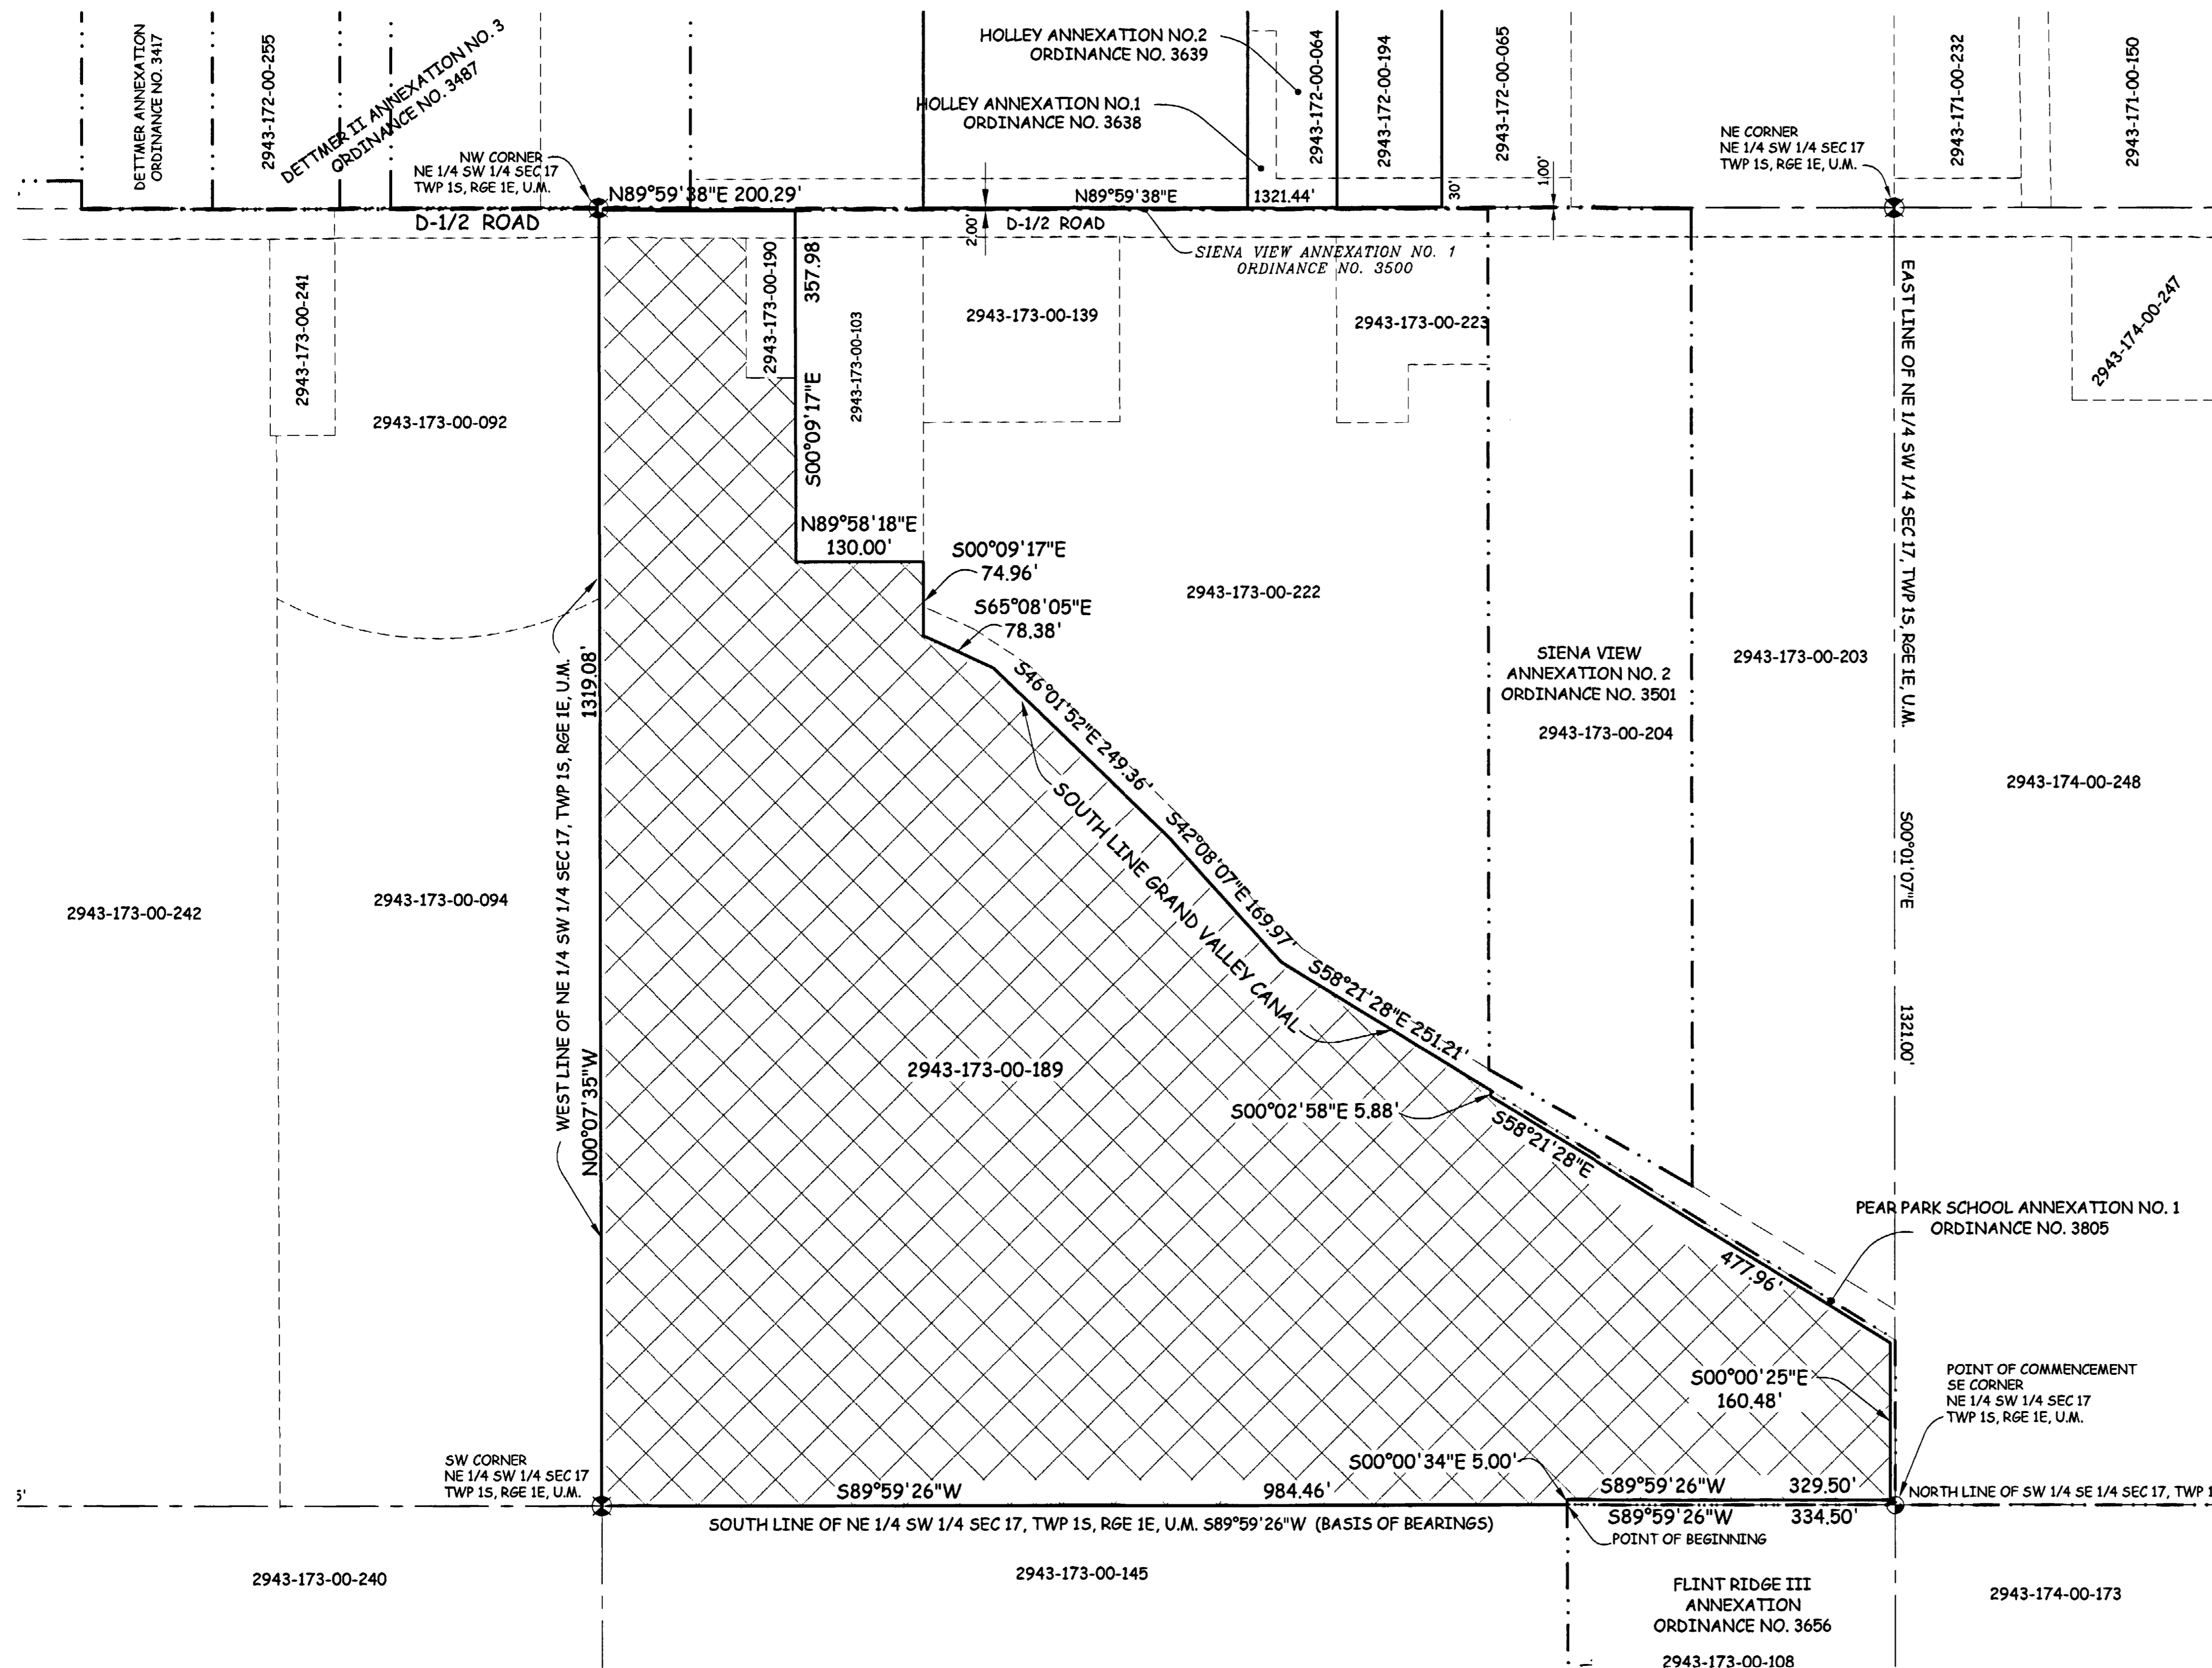 DETTMER ANNEXATION
ORDINANCE NO. 3417
2943-172-00-255
DETTMER II ANNEXATION NO. 3
ORDINANCE NO. 3487
HOLLEY ANNEXATION NO.2
ORDINANCE NO. 3639
HOLLEY ANNEXATION NO.1
ORDINANCE NO. 3638
2943-172-00-064
2943-172-00-194
2943-172-00-065
2943-171-00-232
2943-171-00-150
NW CORNER
NE 1/4 SW 1/4 SEC 17
TWP 1S, RGE 1E, U.M.
NE CORNER
NE 1/4 SW 1/4 SEC 17
TWP 1S, RGE 1E, U.M.
N89°59'38"E 200.29'
N89°59'38"E
1321.44'
30'
1.00'
2.00'
D-1/2 ROAD
D-1/2 ROAD
SIENA VIEW ANNEXATION NO. 1
ORDINANCE NO. 3500
2943-173-00-241
2943-173-00-190
357.98
S00°09'17"E
2943-173-00-103
2943-173-00-139
2943-173-00-223
2943-174-00-247
2943-173-00-092
EAST LINE OF NE 1/4 SW 1/4 SEC 17, TWP 1S, RGE 1E, U.M.
S00°01'07"E
1321.00'
N89°58'18"E
130.00'
S00°09'17"E
74.96'
S65°08'05"E
78.38'
2943-173-00-222
S46°01'52"E 249.36'
SIENA VIEW
ANNEXATION NO. 2
ORDINANCE NO. 3501
2943-173-00-204
2943-173-00-203
2943-174-00-248
WEST LINE OF NE 1/4 SW 1/4 SEC 17, TWP 1S, RGE 1E, U.M.
1319.08'
N00°07'35"W
S42°08'07"E 169.97'
SOUTH LINE GRAND VALLEY CANAL
2943-173-00-242
2943-173-00-094
S58°21'28"E 251.21'
2943-173-00-189
S00°02'58"E 5.88'
S58°21'28"E
477.96'
PEAR PARK SCHOOL ANNEXATION NO. 1
ORDINANCE NO. 3805
S00°00'25"E
160.48'
POINT OF COMMENCEMENT
SE CORNER
NE 1/4 SW 1/4 SEC 17
TWP 1S, RGE 1E, U.M.
SW CORNER
NE 1/4 SW 1/4 SEC 17
TWP 1S, RGE 1E, U.M.
5'
S00°00'34"E 5.00'
S89°59'26"W
984.46'
S89°59'26"W 329.50'
NORTH LINE OF SW 1/4 SE 1/4 SEC 17, TWP 1
SOUTH LINE OF NE 1/4 SW 1/4 SEC 17, TWP 1S, RGE 1E, U.M. S89°59'26"W (BASIS OF BEARINGS)
S89°59'26"W 334.50'
POINT OF BEGINNING
2943-173-00-240
2943-173-00-145
FLINT RIDGE III
ANNEXATION
ORDINANCE NO. 3656
2943-174-00-173
2943-173-00-108